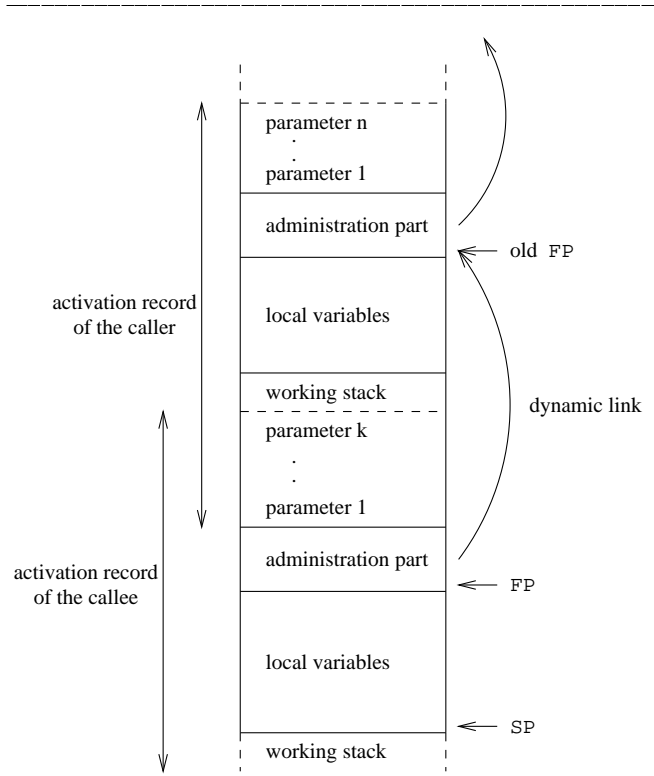 parameter n
.
.
parameter 1
administration part
old FP
activation record
of the caller
local variables
working stack
dynamic link
parameter k
.
.
parameter 1
administration part
activation record
of the callee
FP
local variables
SP
working stack